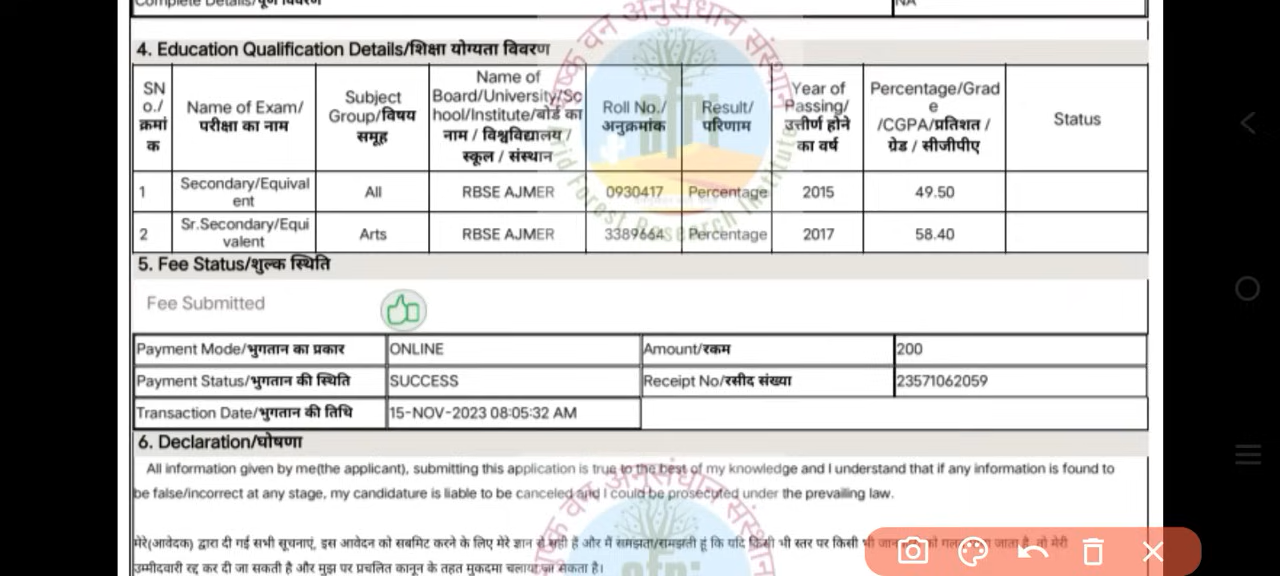 Complete Details/पूर्ण विवरण
NA
4. Education Qualification Details/शिक्षा योग्यता विवरण
SNo./क्रमांक
Name of Exam/परीक्षा का नाम
Subject Group/विषय समूह
Name of Board/University/School/Institute/बोर्ड का नाम / विश्वविद्यालय / स्कूल / संस्थान
Roll No./अनुक्रमांक
Result/परिणाम
Year of Passing/उत्तीर्ण होने का वर्ष
Percentage/Grade/CGPA/प्रतिशत / ग्रेड / सीजीपीए
Status
1 Secondary/Equivalent All RBSE AJMER 0930417 Percentage 2015 49.50
2 Sr.Secondary/Equivalent Arts RBSE AJMER 3389664 Percentage 2017 58.40
5. Fee Status/शुल्क स्थिति
Fee Submitted
Payment Mode/भुगतान का प्रकार ONLINE Amount/रकम 200
Payment Status/भुगतान की स्थिति SUCCESS Receipt No/रसीद संख्या 23571062059
Transaction Date/भुगतान की तिथि 15-NOV-2023 08:05:32 AM
6. Declaration/घोषणा
All information given by me(the applicant), submitting this application is true to the best of my knowledge and I understand that if any information is found to
be false/incorrect at any stage, my candidature is liable to be canceled and I could be prosecuted under the prevailing law.
मेरे(आवेदक) द्वारा दी गई सभी सूचनाएं, इस आवेदन को सबमिट करने के लिए मेरे ज्ञान से सही है और मैं समझता/समझती हूं कि यदि किसी भी स्तर पर किसी भी
उम्मीदवारी रद्द कर दी जा सकती है और मुझ पर प्रचलित कानून के तहत मुकदमा चलाया जा सकता है।